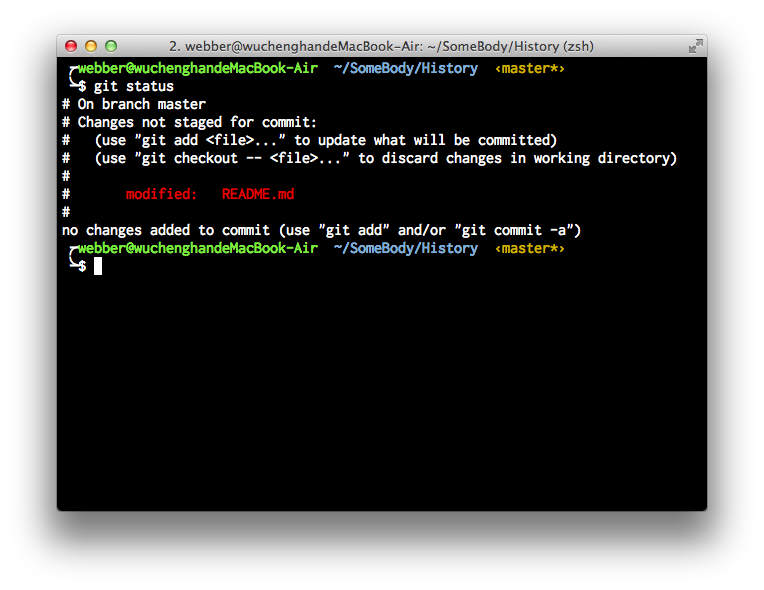 2. webber@wuchenghandeMacBook-Air: ~/SomeBody/History (zsh)
╭─webber@wuchenghandeMacBook-Air ~/SomeBody/History ‹master*›
╰─$ git status
# On branch master
# Changes not staged for commit:
#   (use "git add <file>..." to update what will be committed)
#   (use "git checkout -- <file>..." to discard changes in working directory)
#
#       modified:   README.md
#
no changes added to commit (use "git add" and/or "git commit -a")
╭─webber@wuchenghandeMacBook-Air ~/SomeBody/History ‹master*›
╰─$